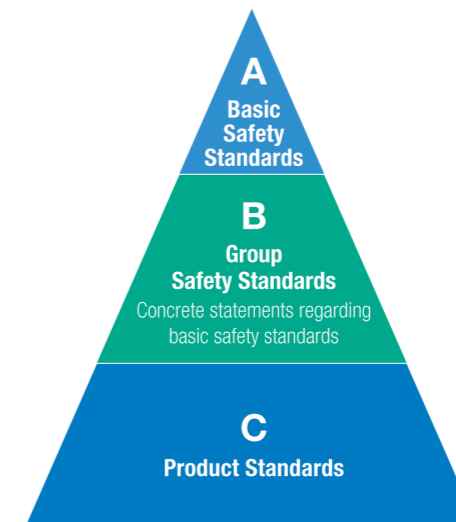 A
Basic
Safety
Standards
B
Group
Safety Standards
Concrete statements regarding
basic safety standards
C
Product Standards